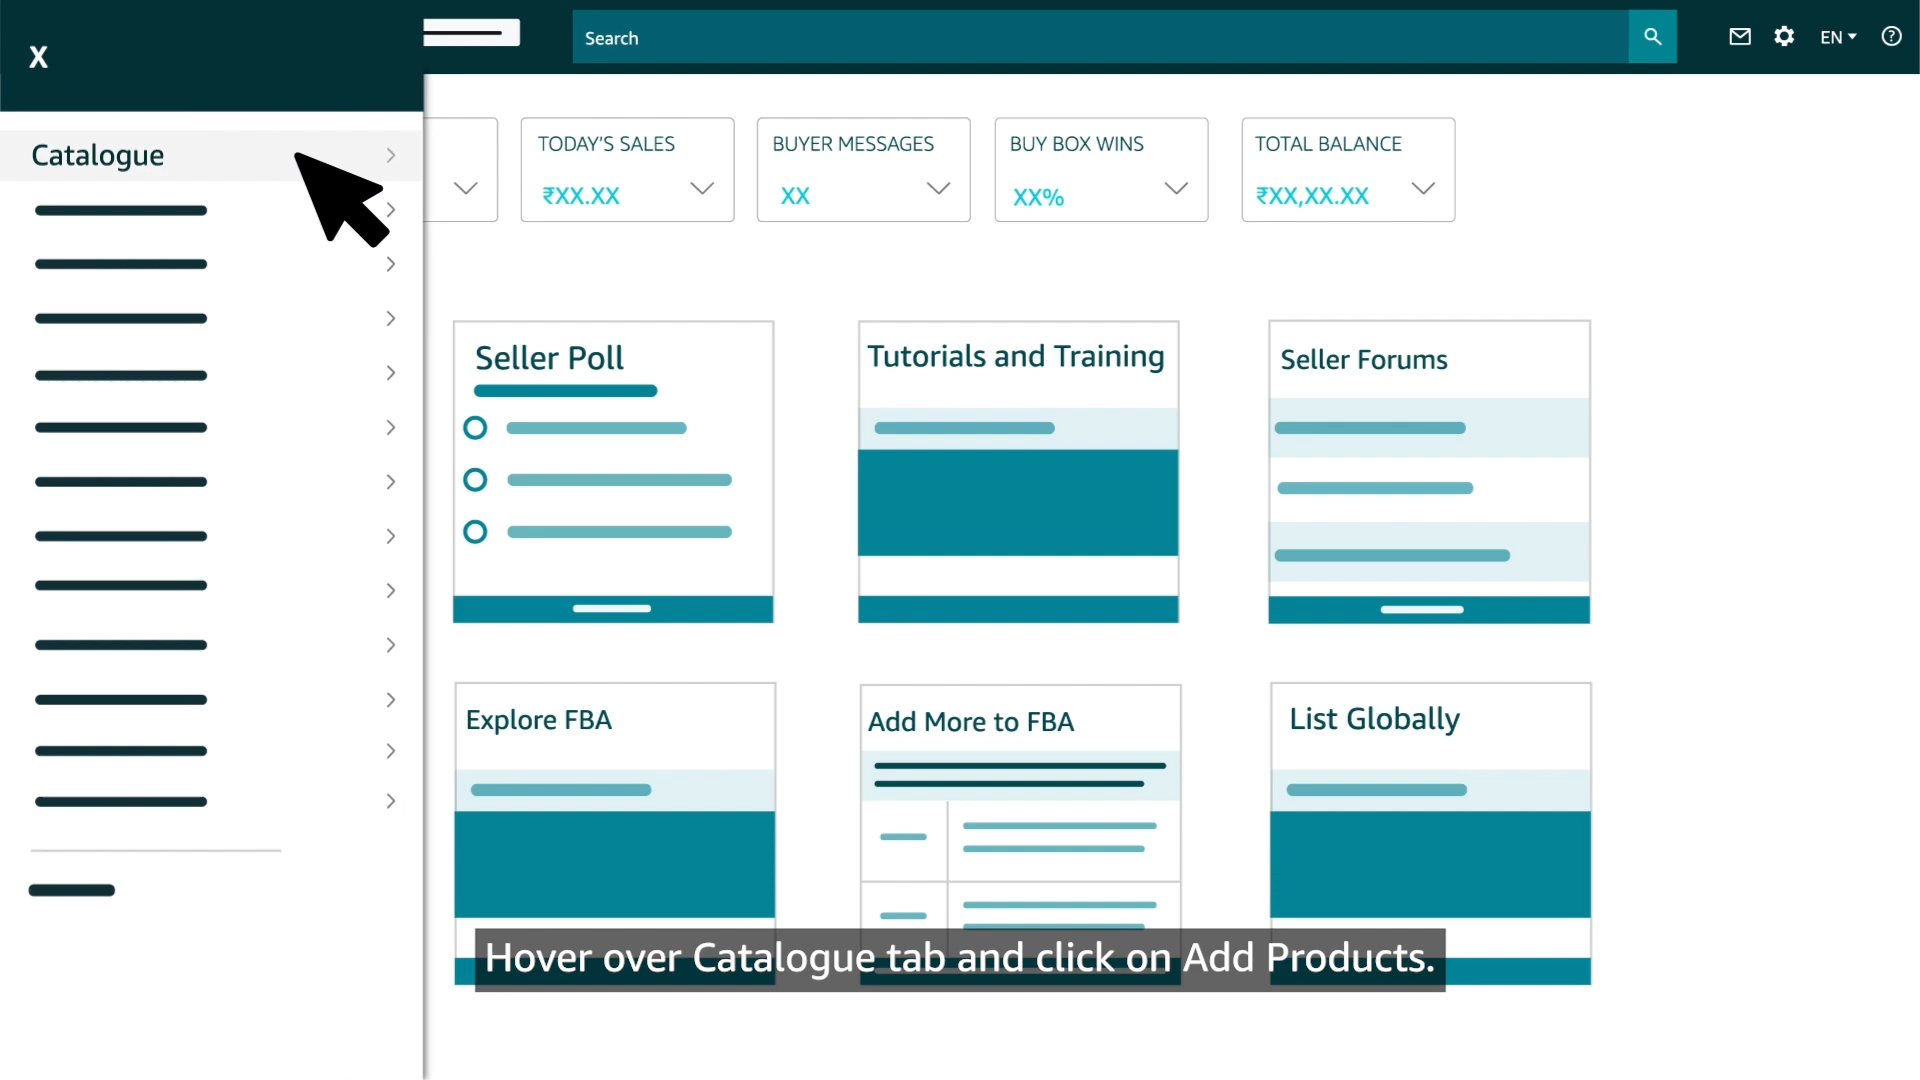 X
Search
EN
Catalogue
TODAY'S SALES
₹XX.XX
BUYER MESSAGES
XX
BUY BOX WINS
XX%
TOTAL BALANCE
₹XX,XX.XX
Seller Poll
Tutorials and Training
Seller Forums
Explore FBA
Add More to FBA
List Globally
Hover over Catalogue tab and click on Add Products.